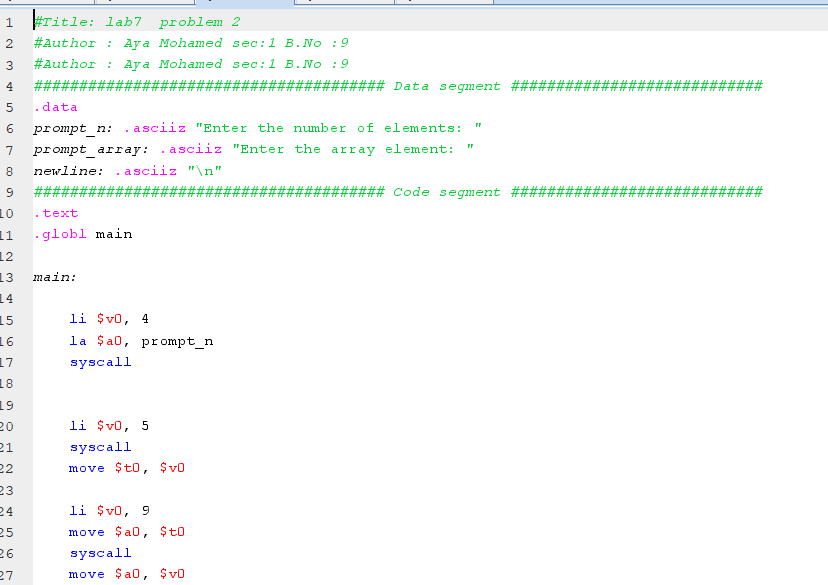 1 #Title: lab7  problem 2
2 #Author : Aya Mohamed sec:1 B.No :9
3 #Author : Aya Mohamed sec:1 B.No :9
4 ####################################### Data segment ############################
5 .data
6 prompt_n: .asciiz "Enter the number of elements: "
7 prompt_array: .asciiz "Enter the array element: "
8 newline: .asciiz "\n"
9 ####################################### Code segment ############################
10 .text
11 .globl main
12
13 main:
14
15     li $v0, 4
16     la $a0, prompt_n
17     syscall
18
19
20     li $v0, 5
21     syscall
22     move $t0, $v0
23
24     li $v0, 9
25     move $a0, $t0
26     syscall
27     move $a0, $v0